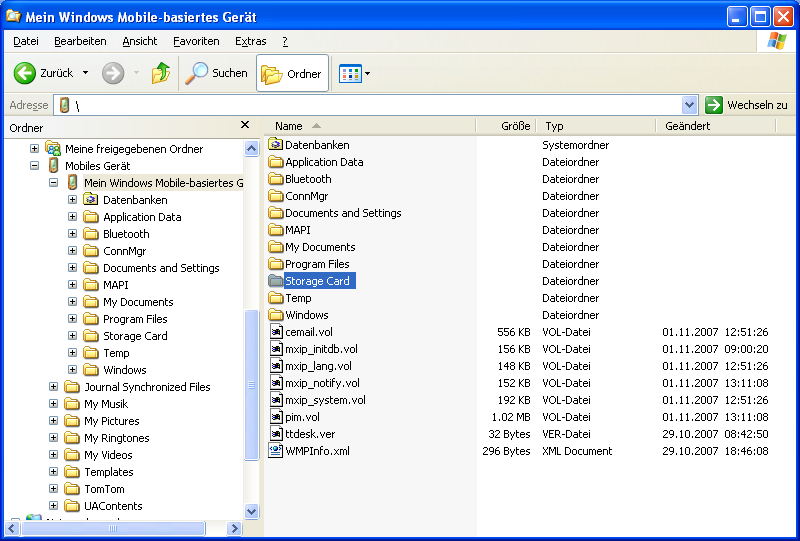 Mein Windows Mobile-basiertes Gerät
Datei Bearbeiten Ansicht Favoriten Extras ?
Zurück Suchen Ordner
Adresse \ Wechseln zu
Ordner
Meine freigegebenen Ordner
Mobiles Gerät
Mein Windows Mobile-basiertes G
Datenbanken
Application Data
Bluetooth
ConnMgr
Documents and Settings
MAPI
My Documents
Program Files
Storage Card
Temp
Windows
Journal Synchronized Files
My Musik
My Pictures
My Ringtones
My Videos
Templates
TomTom
UAContents
Name Größe Typ Geändert
Datenbanken Systemordner
Application Data Dateiordner
Bluetooth Dateiordner
ConnMgr Dateiordner
Documents and Settings Dateiordner
MAPI Dateiordner
My Documents Dateiordner
Program Files Dateiordner
Storage Card Dateiordner
Temp Dateiordner
Windows Dateiordner
cemail.vol 556 KB VOL-Datei 01.11.2007 12:51:26
mxip_initdb.vol 156 KB VOL-Datei 01.11.2007 09:00:20
mxip_lang.vol 148 KB VOL-Datei 01.11.2007 12:51:26
mxip_notify.vol 152 KB VOL-Datei 01.11.2007 13:11:08
mxip_system.vol 192 KB VOL-Datei 01.11.2007 12:51:26
pim.vol 1.02 MB VOL-Datei 01.11.2007 13:11:08
ttdesk.ver 32 Bytes VER-Datei 29.10.2007 08:42:50
WMPInfo.xml 296 Bytes XML Document 29.10.2007 18:46:08